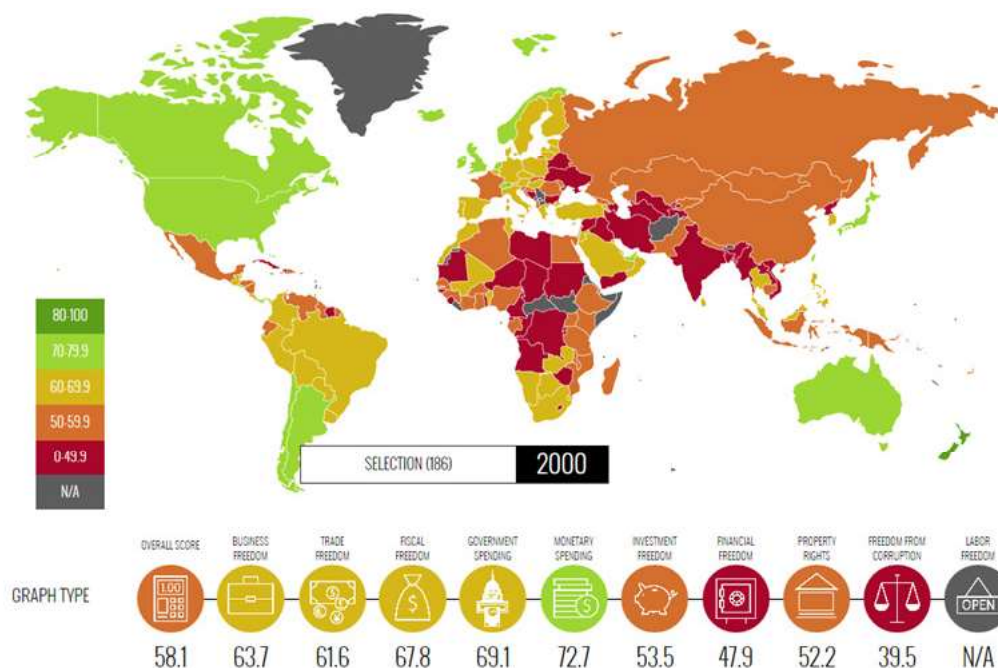 80-100
70-79.9
60-69.9
50-59.9
0-49.9
N/A
SELECTION (186) 2000
OVERALL SCORE
BUSINESS
FREEDOM
TRADE
FREEDOM
FISCAL
FREEDOM
GOVERNMENT
SPENDING
MONETARY
SPENDING
INVESTMENT
FREEDOM
FINANCIAL
FREEDOM
PROPERTY
RIGHTS
FREEDOM FROM
CORRUPTION
LABOR
FREEDOM
GRAPH TYPE
1.00
OPEN
58.1 63.7 61.6 67.8 69.1 72.7 53.5 47.9 52.2 39.5 N/A